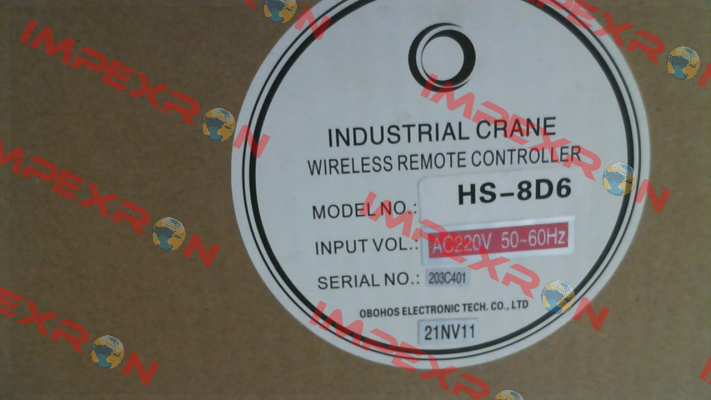 INDUSTRIAL CRANE
WIRELESS REMOTE CONTROLLER
MODEL NO.: HS-8D6
INPUT VOL.: AC220V 50~60Hz
SERIAL NO.: 203C401
OBOHOS ELECTRONIC TECH. CO., LTD
21NV11
IMPEXRON
IMPEXRON
IMPEXRON
IMPEXRON
IMPEXRON
IMPEXRON